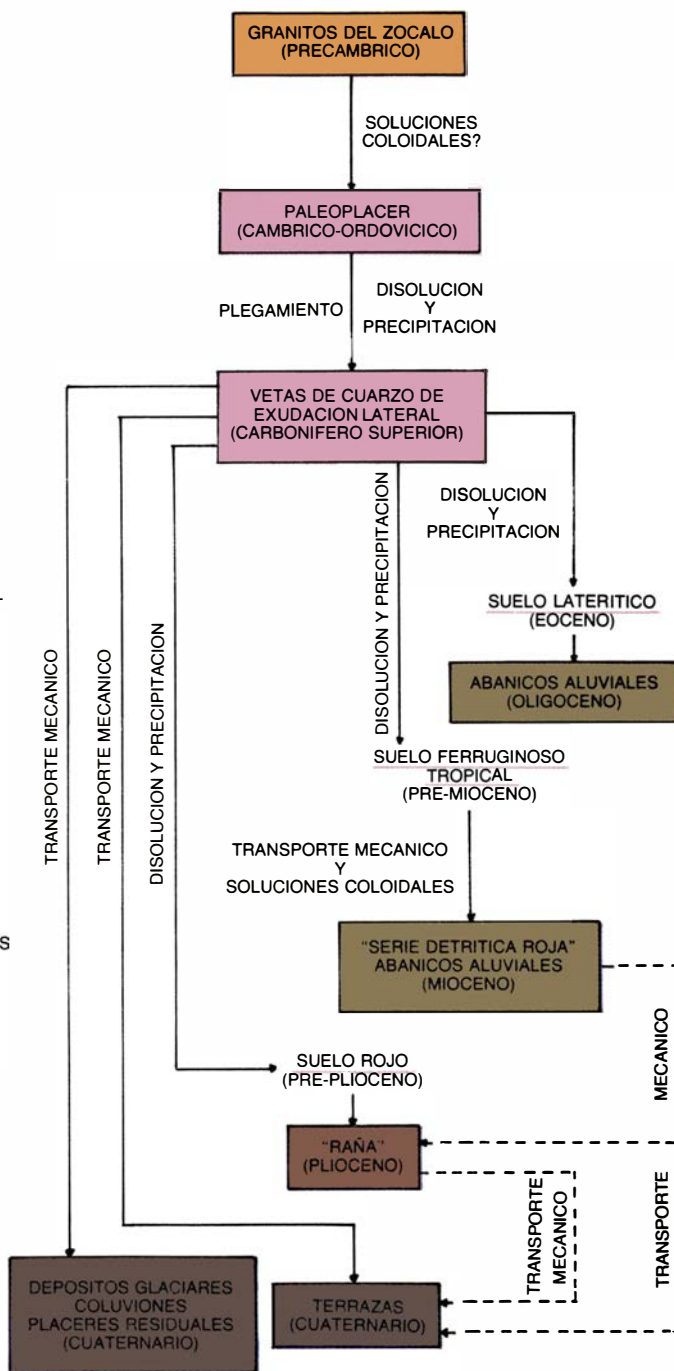 GRANITOS DEL ZOCALO
(PRECAMBRICO)
SOLUCIONES
COLOIDALES?
PALEOPLACER
(CAMBRICO-ORDOVICICO)
PLEGAMIENTO
DISOLUCION
Y
PRECIPITACION
VETAS DE CUARZO DE
EXUDACION LATERAL
(CARBONIFERO SUPERIOR)
TRANSPORTE MECANICO
TRANSPORTE MECANICO
DISOLUCION Y PRECIPITACION
DISOLUCION Y PRECIPITACION
DISOLUCION
Y
PRECIPITACION
SUELO LATERITICO
(EOCENO)
ABANICOS ALUVIALES
(OLIGOCENO)
SUELO FERRUGINOSO
TROPICAL
(PRE-MIOCENO)
TRANSPORTE MECANICO
Y
SOLUCIONES COLOIDALES
S
"SERIE DETRITICA ROJA"
ABANICOS ALUVIALES
(MIOCENO)
MECANICO
SUELO ROJO
(PRE-PLIOCENO)
"RAÑA"
(PLIOCENO)
TRANSPORTE
MECANICO
TRANSPORTE
DEPOSITOS GLACIARES
COLUVIONES
PLACERES RESIDUALES
(CUATERNARIO)
TERRAZAS
(CUATERNARIO)